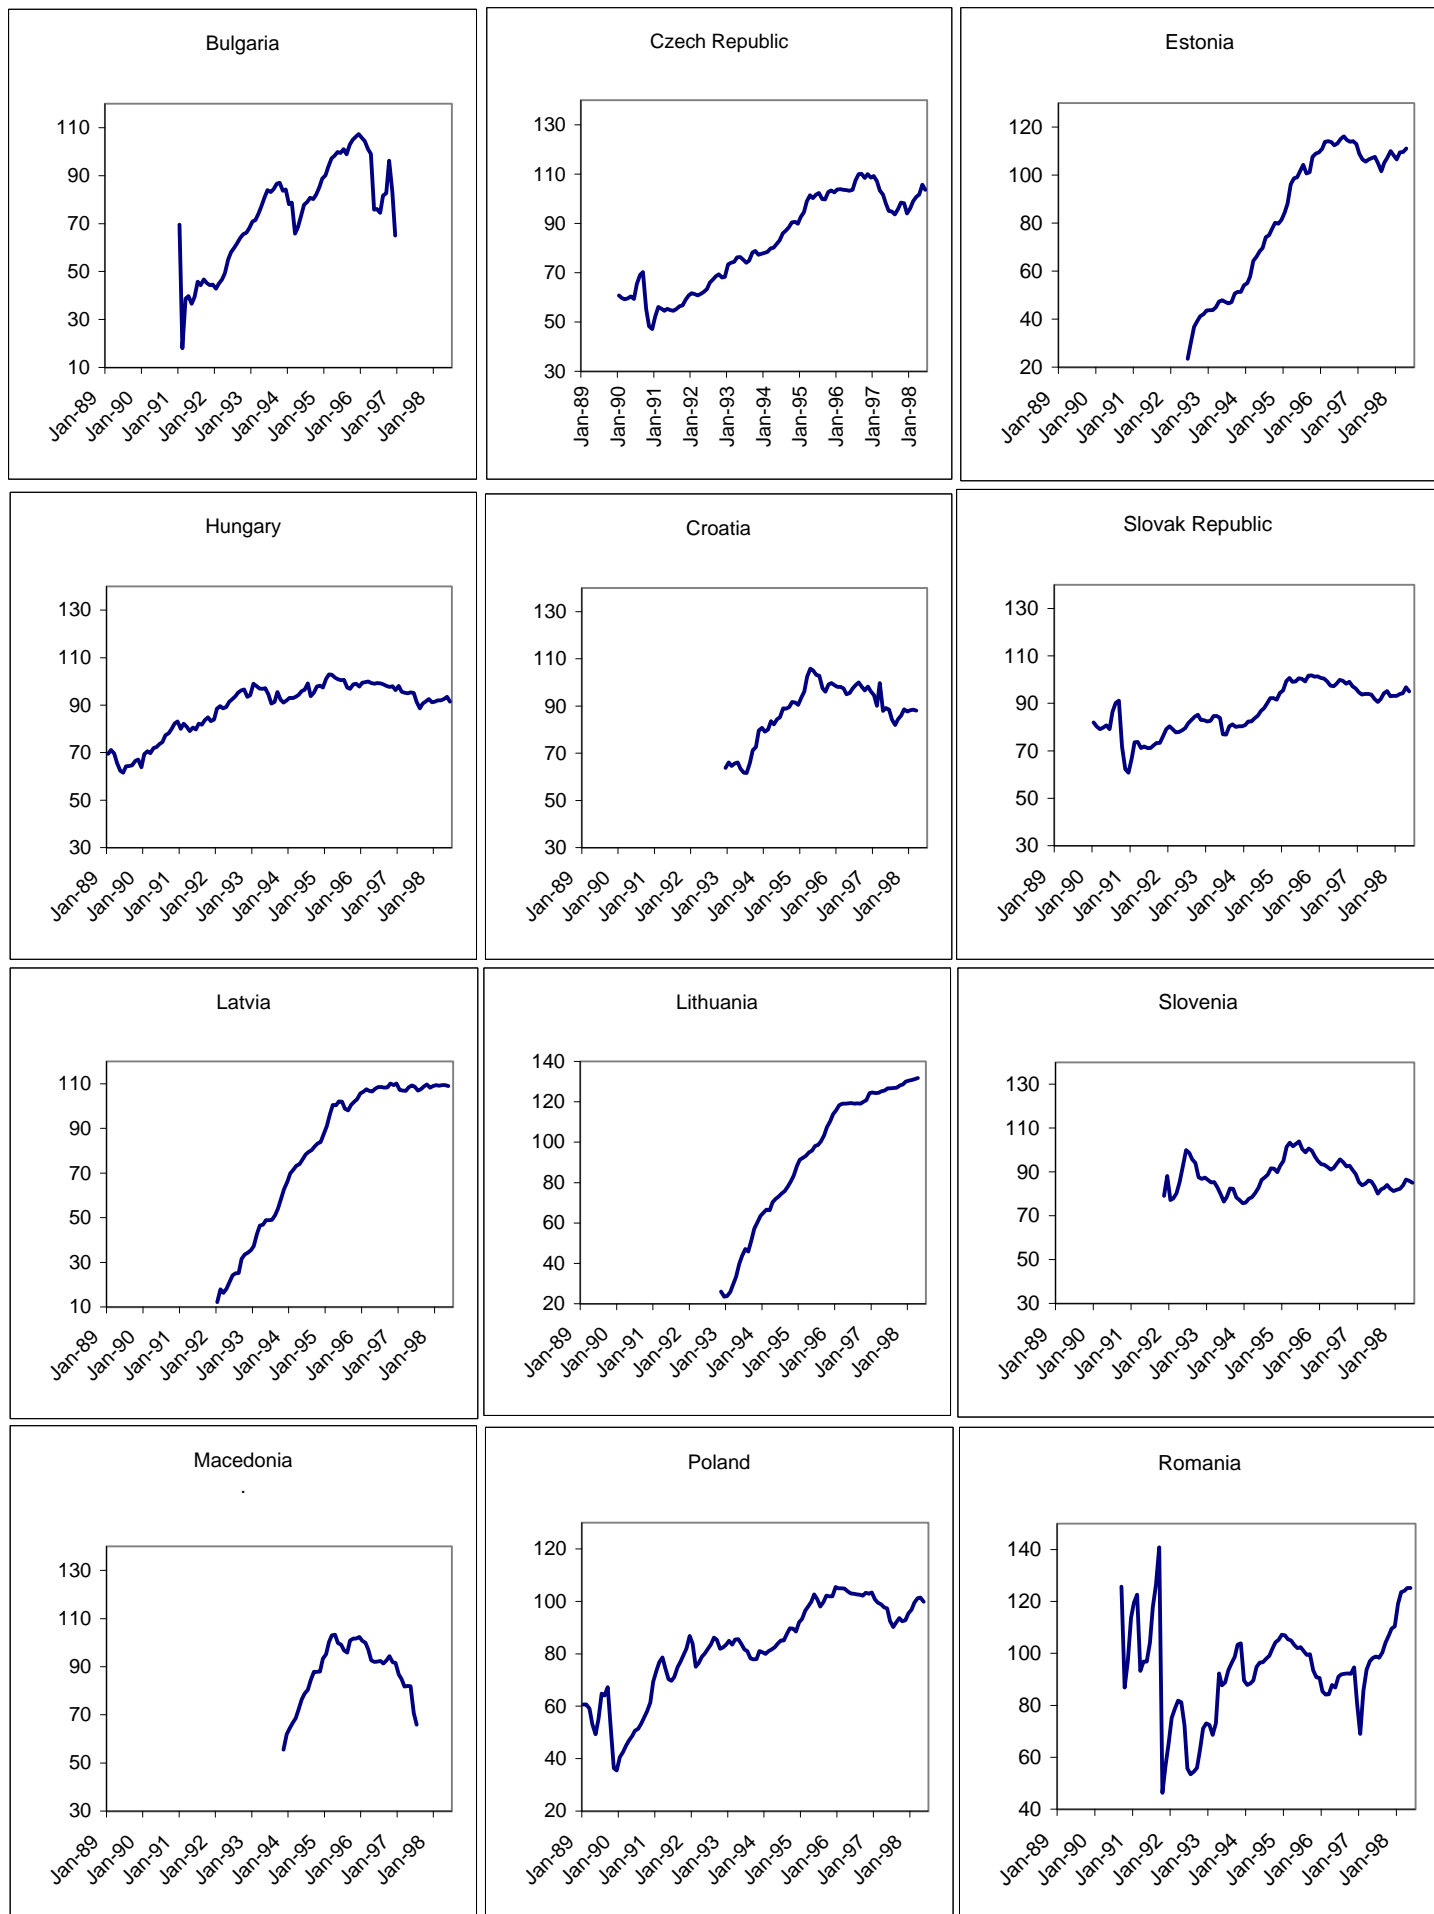 Bulgaria
110
90
70
50
30
10
Jan-89
Jan-90
Jan-91
Jan-92
Jan-93
Jan-94
Jan-95
Jan-96
Jan-97
Jan-98
Czech Republic
130
110
90
70
50
30
Jan-89
Jan-90
Jan-91
Jan-92
Jan-93
Jan-94
Jan-95
Jan-96
Jan-97
Jan-98
Estonia
120
100
80
60
40
20
Jan-89
Jan-90
Jan-91
Jan-92
Jan-93
Jan-94
Jan-95
Jan-96
Jan-97
Jan-98
Hungary
130
110
90
70
50
30
Jan-89
Jan-90
Jan-91
Jan-92
Jan-93
Jan-94
Jan-95
Jan-96
Jan-97
Jan-98
Croatia
130
110
90
70
50
30
Jan-89
Jan-90
Jan-91
Jan-92
Jan-93
Jan-94
Jan-95
Jan-96
Jan-97
Jan-98
Slovak Republic
130
110
90
70
50
30
Jan-89
Jan-90
Jan-91
Jan-92
Jan-93
Jan-94
Jan-95
Jan-96
Jan-97
Jan-98
Latvia
110
90
70
50
30
10
Jan-89
Jan-90
Jan-91
Jan-92
Jan-93
Jan-94
Jan-95
Jan-96
Jan-97
Jan-98
Lithuania
140
120
100
80
60
40
20
Jan-89
Jan-90
Jan-91
Jan-92
Jan-93
Jan-94
Jan-95
Jan-96
Jan-97
Jan-98
Slovenia
130
110
90
70
50
30
Jan-89
Jan-90
Jan-91
Jan-92
Jan-93
Jan-94
Jan-95
Jan-96
Jan-97
Jan-98
Macedonia
.
130
110
90
70
50
30
Jan-89
Jan-90
Jan-91
Jan-92
Jan-93
Jan-94
Jan-95
Jan-96
Jan-97
Jan-98
Poland
120
100
80
60
40
20
Jan-89
Jan-90
Jan-91
Jan-92
Jan-93
Jan-94
Jan-95
Jan-96
Jan-97
Jan-98
Romania
140
120
100
80
60
40
Jan-89
Jan-90
Jan-91
Jan-92
Jan-93
Jan-94
Jan-95
Jan-96
Jan-97
Jan-98